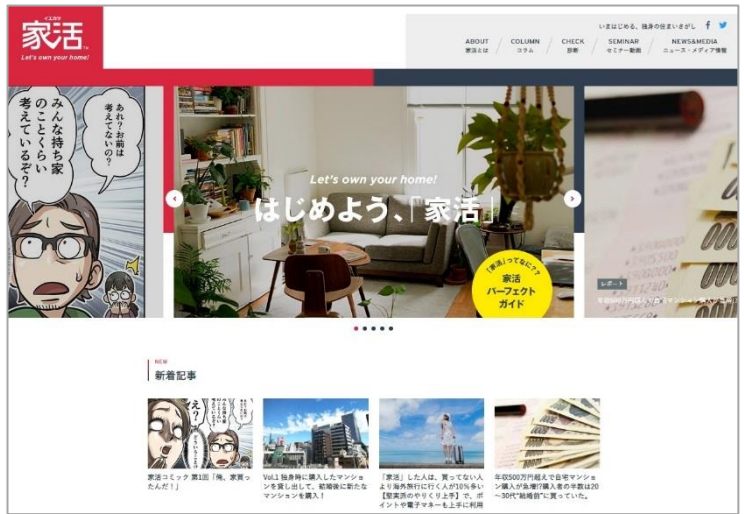 イエカツ
家活
Let's own your home!
いまはじめる、独身の住まいさがし
ABOUT
家活とは
COLUMN
コラム
CHECK
診断
SEMINAR
セミナー動画
NEWS&MEDIA
ニュース・メディア情報
あれ？お前は
考えてないの？
みんな持ち家
のことくらい
考えているぞ？
Let's own your home!
はじめよう、「家活」
「家活」ってなに？？
家活
パーフェクト
ガイド
レポート
NEW
新着記事
家活コミック 第1回「俺、家買っ
たんだ！」
Vol.1 独身時に購入したマンショ
ンを貸し出して、結婚後に新たな
マンションを購入！
「家活」した人は、買ってない人
より海外旅行に行く人が10％多い
【堅実派のやりくり上手】で、ポ
イントや電子マネーも上手に利用
年収500万円超えで自宅マンショ
ン購入が急増!?購入者の半数は20
～30代“結婚前”に買っていた。